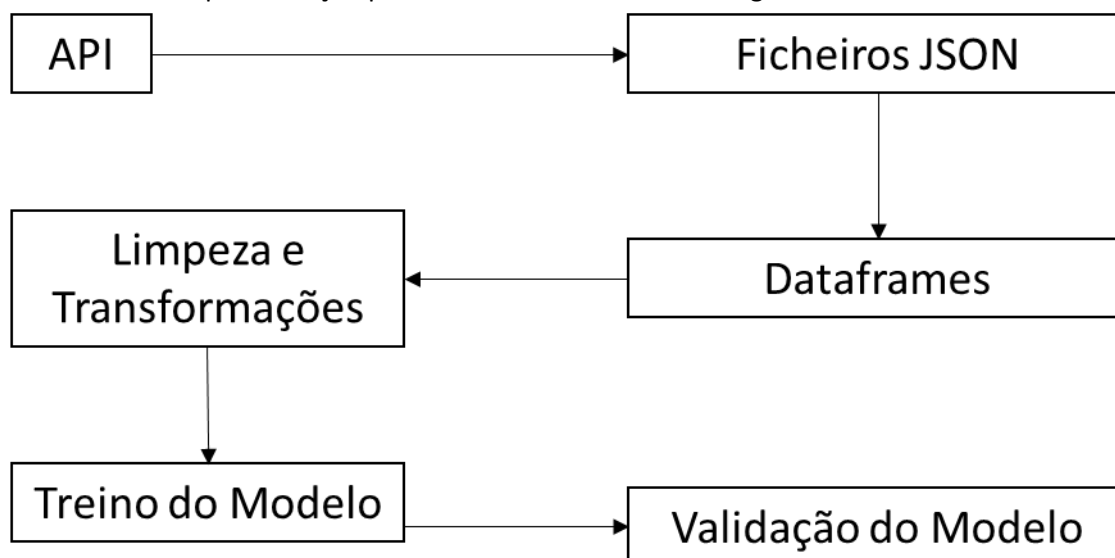 API
Ficheiros JSON
Dataframes
Limpeza e
Transformações
Treino do Modelo
Validação do Modelo